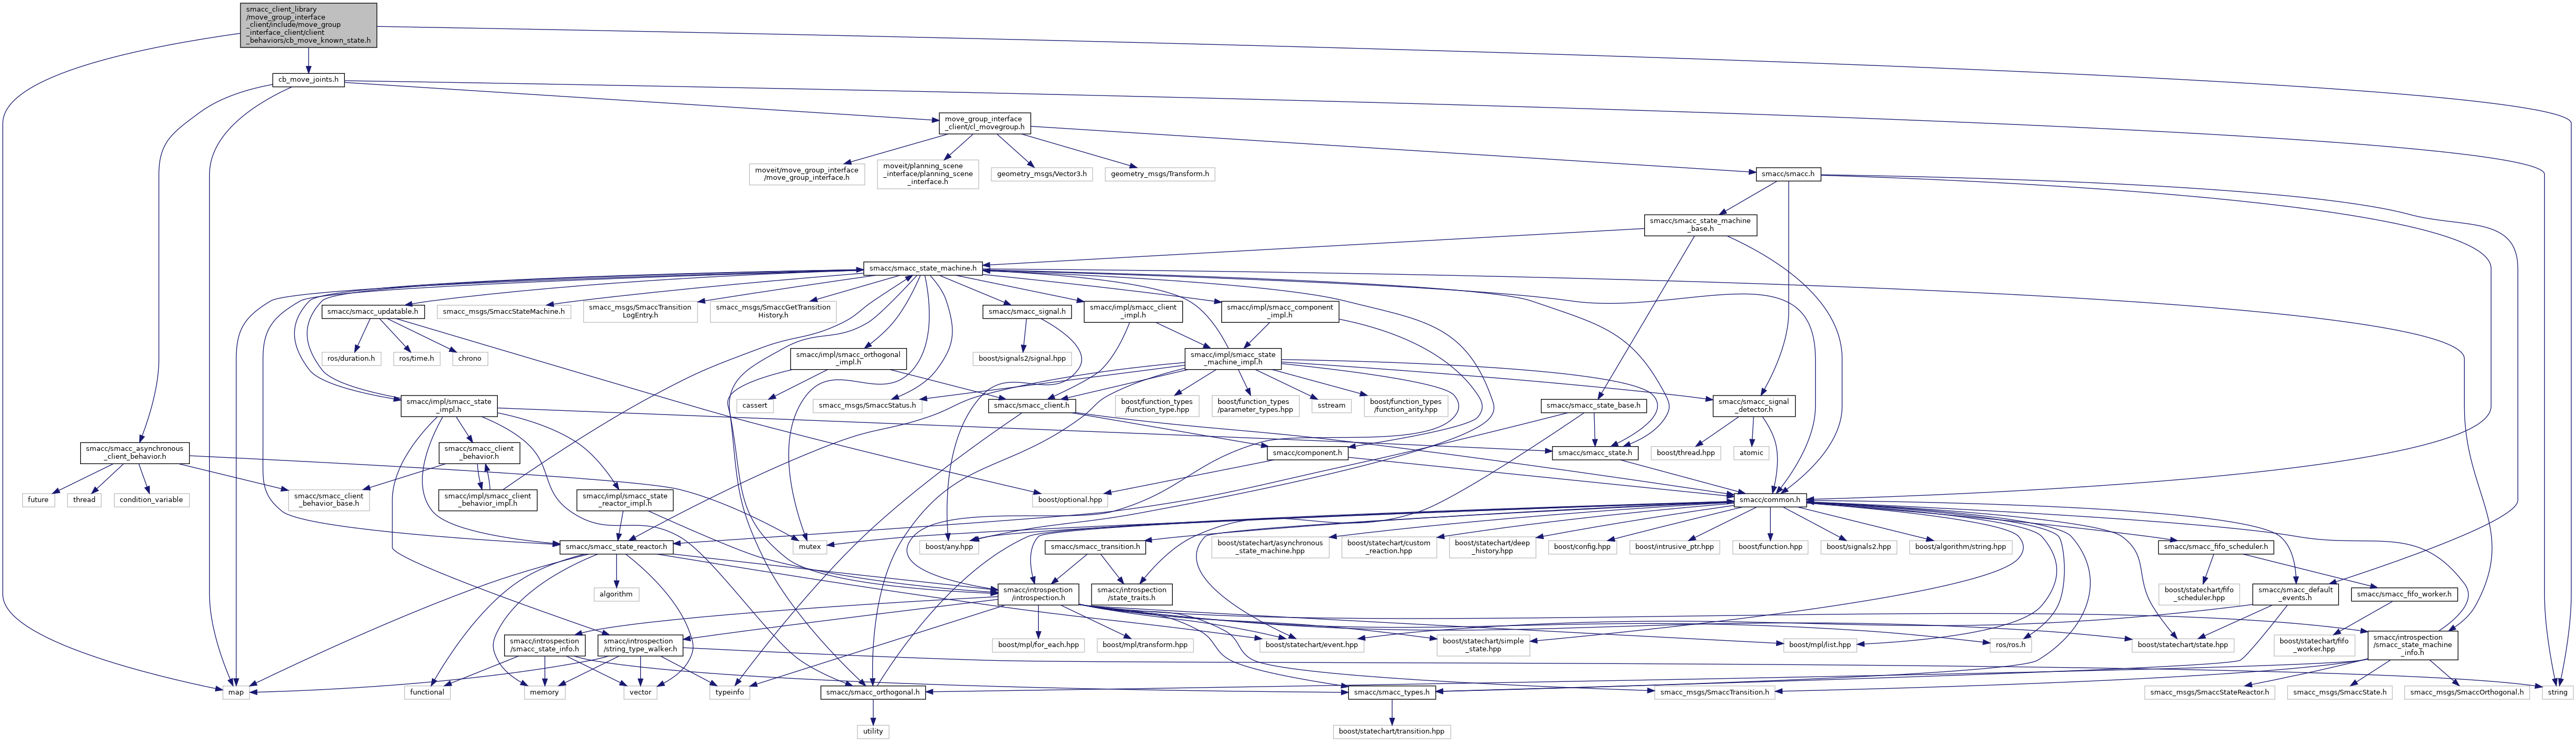 smacc_client_library
/move_group_interface
_client/include/move_group
_interface_client/client
_behaviors/cb_move_known_state.h
cb_move_joints.h
move_group_interface
_client/cl_movegroup.h
moveit/move_group_interface
/move_group_interface.h
moveit/planning_scene
_interface/planning_scene
_interface.h
geometry_msgs/Vector3.h
geometry_msgs/Transform.h
smacc/smacc.h
smacc/smacc_state_machine
_base.h
smacc/smacc_state_machine.h
smacc/smacc_updatable.h
smacc_msgs/SmaccStateMachine.h
smacc_msgs/SmaccTransition
LogEntry.h
smacc_msgs/SmaccGetTransition
History.h
smacc/smacc_signal.h
smacc/impl/smacc_client
_impl.h
smacc/impl/smacc_component
_impl.h
ros/duration.h
ros/time.h
chrono
smacc/impl/smacc_orthogonal
_impl.h
boost/signals2/signal.hpp
smacc/impl/smacc_state
_machine_impl.h
smacc/impl/smacc_state
_impl.h
cassert
smacc_msgs/SmaccStatus.h
smacc/smacc_client.h
boost/function_types
/function_type.hpp
boost/function_types
/parameter_types.hpp
sstream
boost/function_types
/function_arity.hpp
smacc/smacc_state_base.h
smacc/smacc_signal
_detector.h
smacc/smacc_asynchronous
_client_behavior.h
smacc/smacc_client
_behavior.h
smacc/component.h
smacc/smacc_state.h
boost/thread.hpp
atomic
future
thread
condition_variable
smacc/smacc_client
_behavior_base.h
smacc/impl/smacc_client
_behavior_impl.h
smacc/impl/smacc_state
_reactor_impl.h
boost/optional.hpp
smacc/common.h
smacc/smacc_state_reactor.h
mutex
boost/any.hpp
smacc/smacc_transition.h
boost/statechart/asynchronous
_state_machine.hpp
boost/statechart/custom
_reaction.hpp
boost/statechart/deep
_history.hpp
boost/config.hpp
boost/intrusive_ptr.hpp
boost/function.hpp
boost/signals2.hpp
boost/algorithm/string.hpp
smacc/smacc_fifo_scheduler.h
algorithm
smacc/introspection
/introspection.h
smacc/introspection
/state_traits.h
boost/statechart/fifo
_scheduler.hpp
smacc/smacc_default
_events.h
smacc/smacc_fifo_worker.h
smacc/introspection
/smacc_state_info.h
smacc/introspection
/string_type_walker.h
boost/mpl/for_each.hpp
boost/mpl/transform.hpp
boost/statechart/event.hpp
boost/statechart/simple
_state.hpp
boost/mpl/list.hpp
ros/ros.h
boost/statechart/state.hpp
boost/statechart/fifo
_worker.hpp
smacc/introspection
/smacc_state_machine
_info.h
map
functional
memory
vector
typeinfo
smacc/smacc_orthogonal.h
smacc/smacc_types.h
smacc_msgs/SmaccTransition.h
smacc_msgs/SmaccStateReactor.h
smacc_msgs/SmaccState.h
smacc_msgs/SmaccOrthogonal.h
string
utility
boost/statechart/transition.hpp